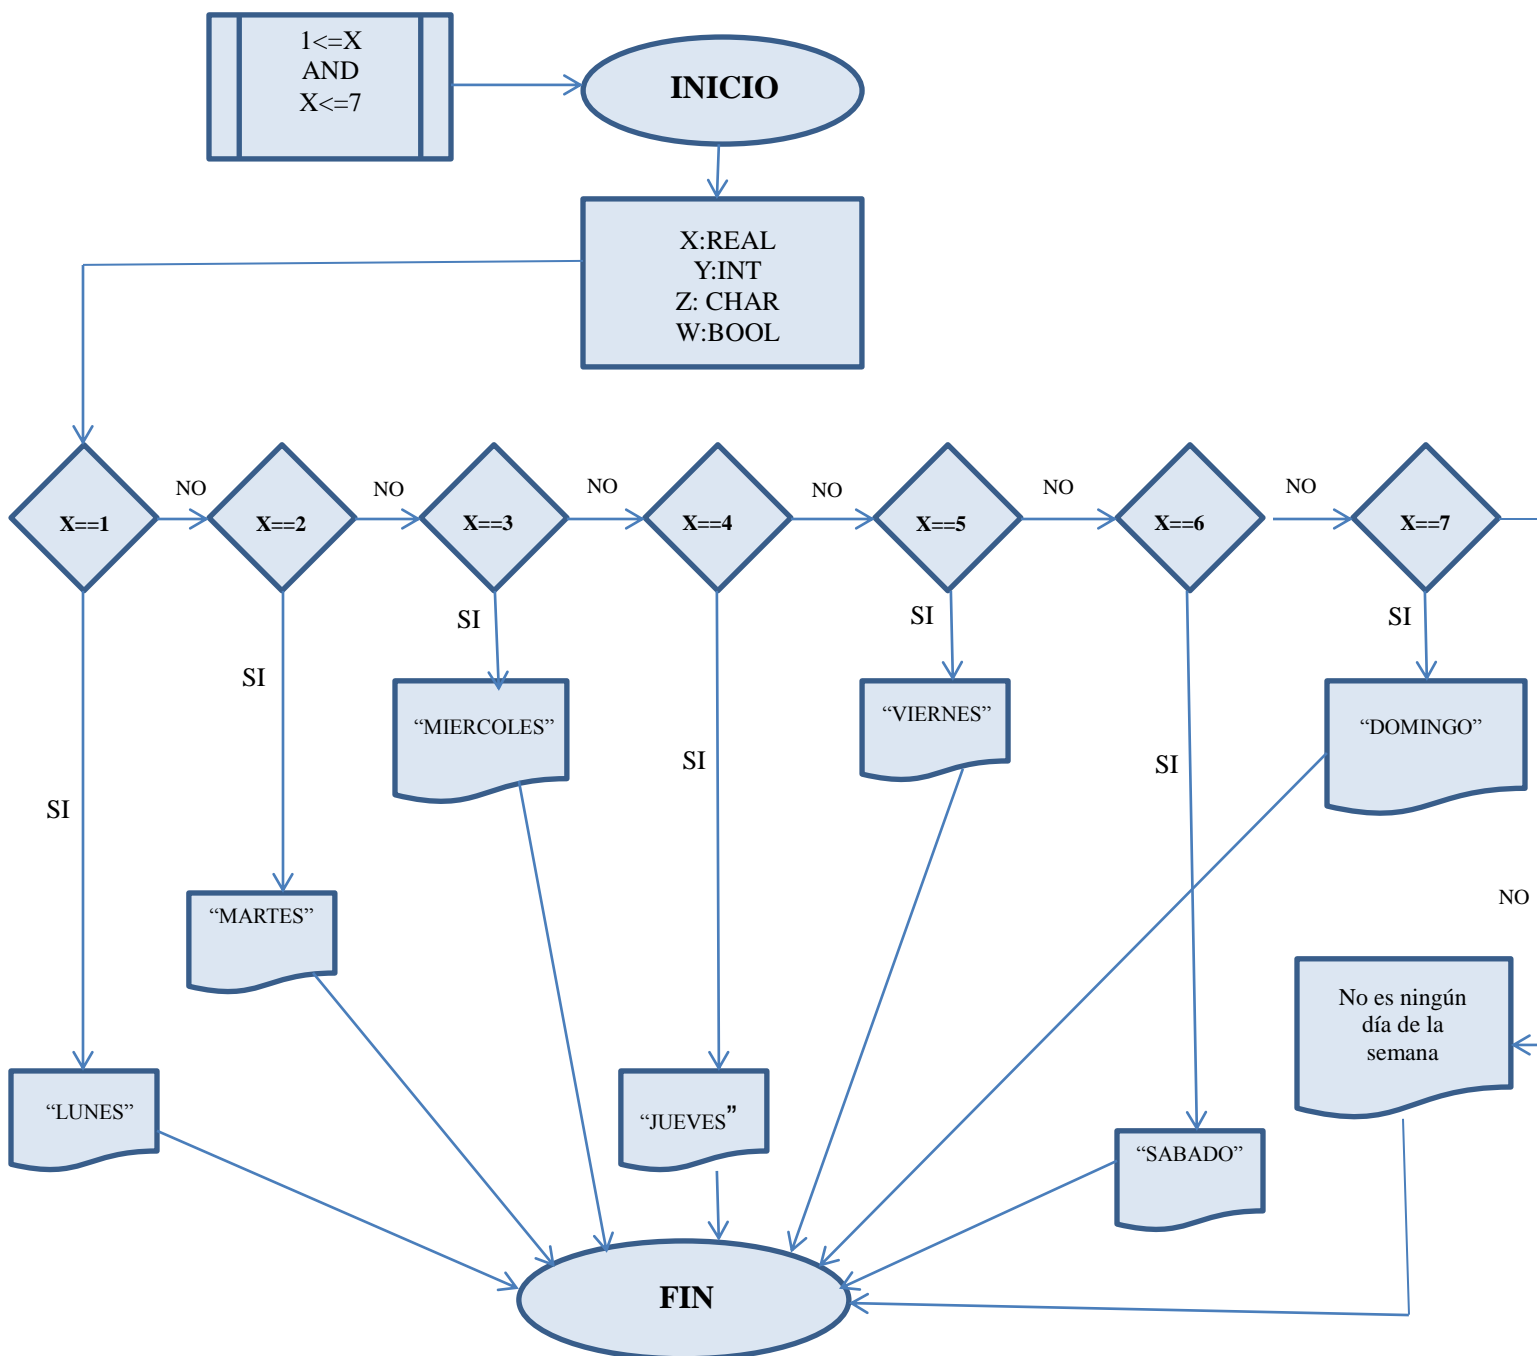 1<=X
AND
X<=7
INICIO
X:REAL
Y:INT
Z: CHAR
W:BOOL
X==1
NO
X==2
NO
X==3
NO
X==4
NO
X==5
NO
X==6
NO
X==7
SI
SI
SI
SI
SI
SI
SI
“MIERCOLES”
“VIERNES”
“DOMINGO”
“MARTES”
NO
No es ningún
día de la
semana
“LUNES”
“JUEVES”
“SABADO”
FIN